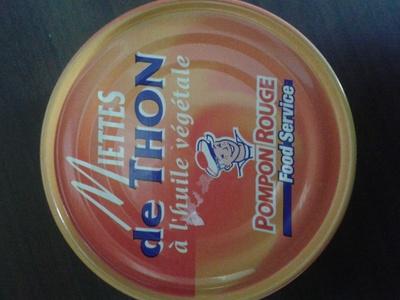 MIETTES
de THON
à l'huile végétale
POMPON ROUGE
Food Service